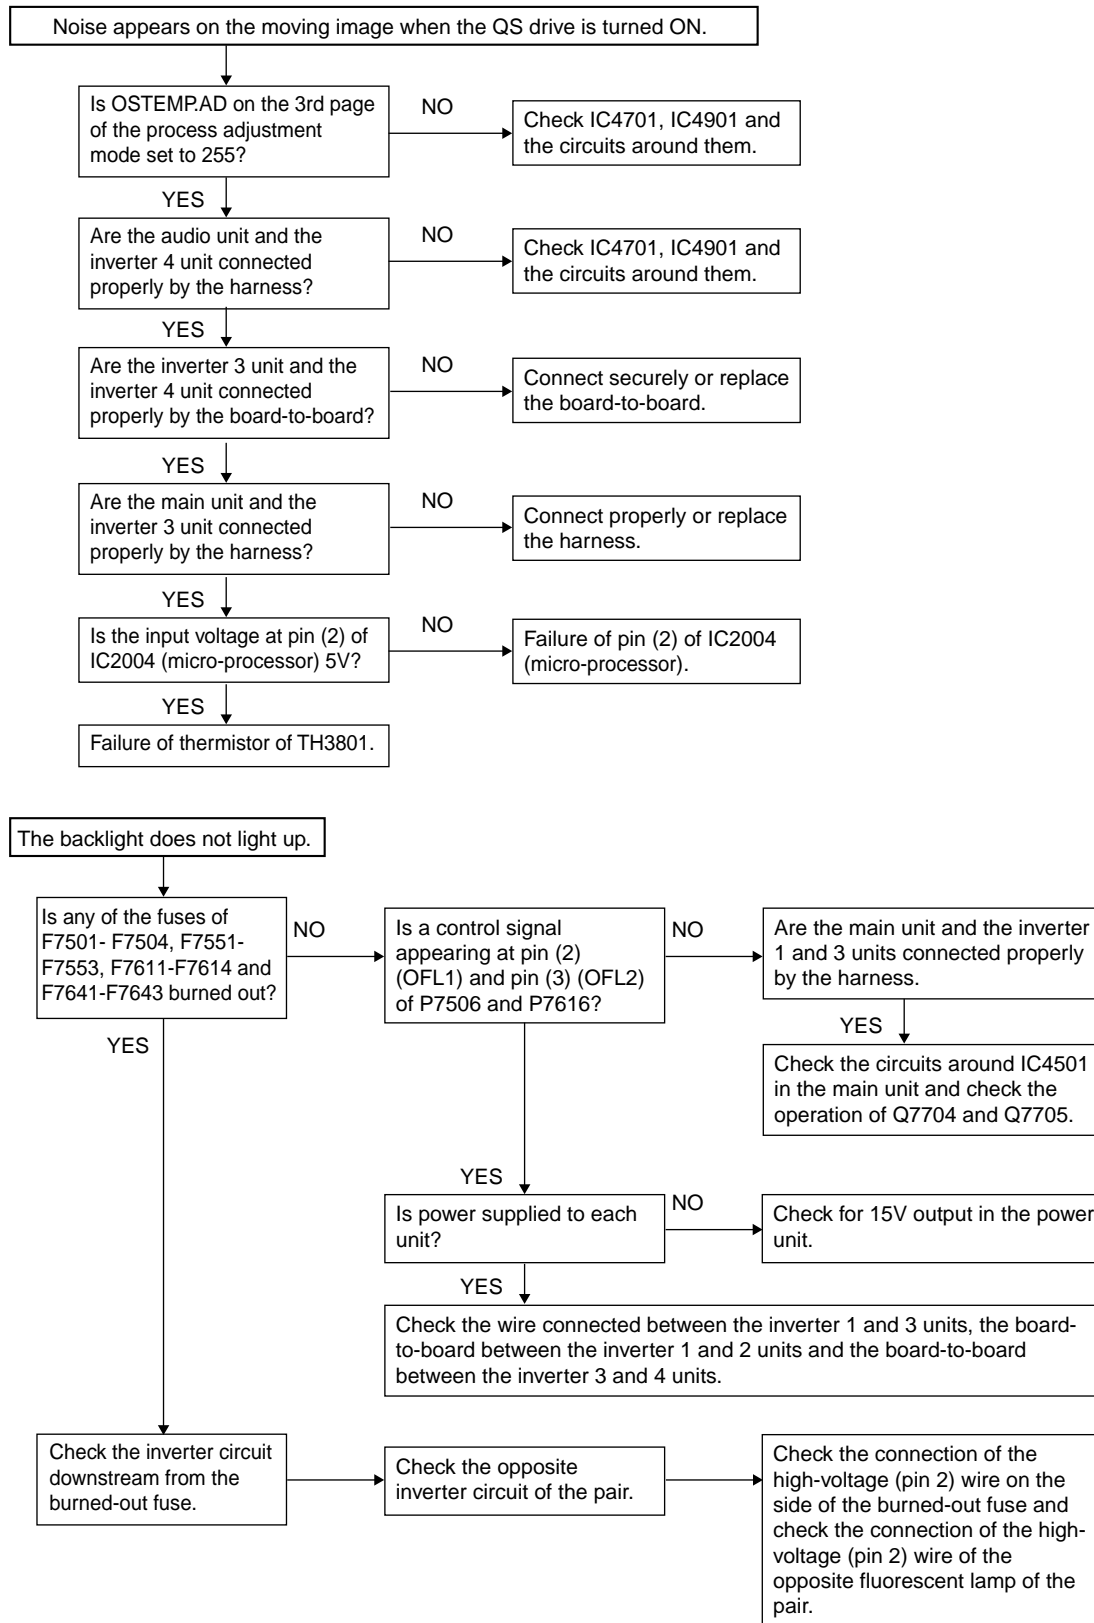 Noise appears on the moving image when the QS drive is turned ON.
Is OSTEMP.AD on the 3rd page
of the process adjustment
mode set to 255?
NO
Check IC4701, IC4901 and
the circuits around them.
YES
Are the audio unit and the
inverter 4 unit connected
properly by the harness?
NO
Check IC4701, IC4901 and
the circuits around them.
YES
Are the inverter 3 unit and the
inverter 4 unit connected
properly by the board-to-board?
NO
Connect securely or replace
the board-to-board.
YES
Are the main unit and the
inverter 3 unit connected
properly by the harness?
NO
Connect properly or replace
the harness.
YES
Is the input voltage at pin (2) of
IC2004 (micro-processor) 5V?
NO
Failure of pin (2) of IC2004
(micro-processor).
YES
Failure of thermistor of TH3801.
The backlight does not light up.
Is any of the fuses of
F7501- F7504, F7551-
F7553, F7611-F7614 and
F7641-F7643 burned out?
NO
Is a control signal
appearing at pin (2)
(OFL1) and pin (3) (OFL2)
of P7506 and P7616?
NO
Are the main unit and the inverter
1 and 3 units connected properly
by the harness.
YES
Check the circuits around IC4501
in the main unit and check the
operation of Q7704 and Q7705.
YES
YES
Is power supplied to each
unit?
NO
Check for 15V output in the power
unit.
YES
Check the wire connected between the inverter 1 and 3 units, the board-
to-board between the inverter 1 and 2 units and the board-to-board
between the inverter 3 and 4 units.
Check the inverter circuit
downstream from the
burned-out fuse.
Check the opposite
inverter circuit of the pair.
Check the connection of the
high-voltage (pin 2) wire on the
side of the burned-out fuse and
check the connection of the high-
voltage (pin 2) wire of the
opposite fluorescent lamp of the
pair.